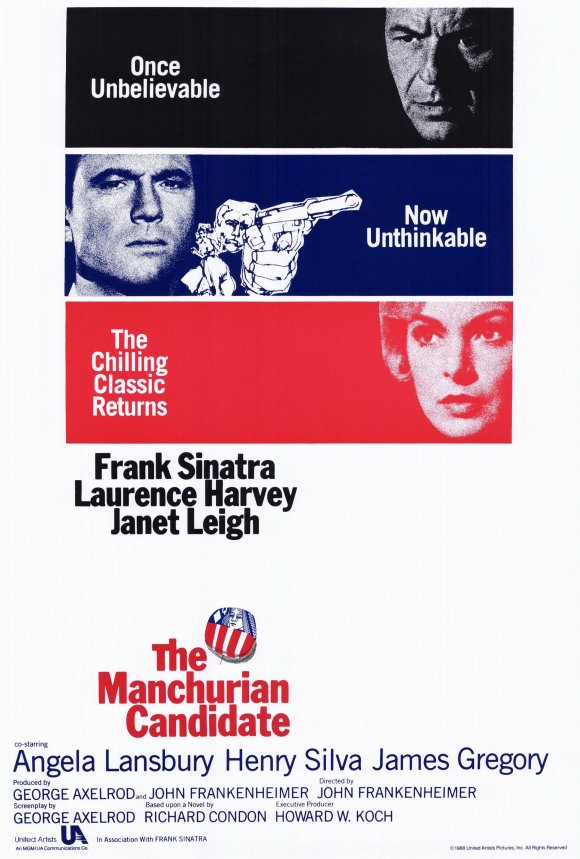 Once
Unbelievable
Now
Unthinkable
The
Chilling
Classic
Returns
Frank Sinatra
Laurence Harvey
Janet Leigh
The
Manchurian
Candidate
co-starring
Angela Lansbury Henry Silva James Gregory
Produced by Directed by
GEORGE AXELROD and JOHN FRANKENHEIMER JOHN FRANKENHEIMER
Screenplay by Based upon a Novel by Executive Producer
GEORGE AXELROD RICHARD CONDON HOWARD W. KOCH
United Artists UA In Association With FRANK SINATRA
An MGM/UA Communications Co.
© 1988 United Artists Pictures, Inc. All Rights Reserved